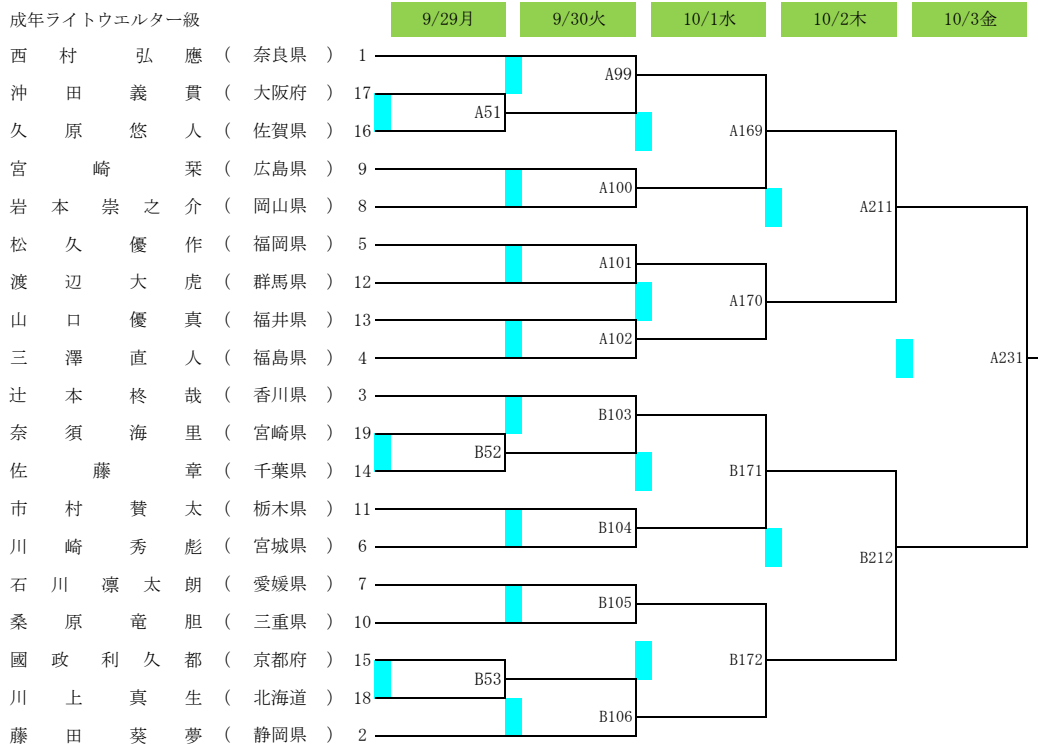 成年ライトウエルター級 9/29月 9/30火 10/1水 10/2木 10/3金
西村 弘應 ( 奈良県 ) 1
A99
沖田義貫 ( 大阪府 ) 17
A51
久原悠人 ( 佐賀県 ) 16
A169
宮崎栞 ( 広島県 ) 9
A100
岩本崇之介 ( 岡山県 ) 8
A211
松久優作 ( 福岡県 ) 5
A101
渡辺大虎 ( 群馬県 ) 12
A170
山口優真 ( 福井県 ) 13
A102
三澤直人 ( 福島県 ) 4
A231
辻本柊哉 ( 香川県 ) 3
B103
奈須海里 ( 宮崎県 ) 19
B52
佐藤章 ( 千葉県 ) 14
B171
市村賛太 ( 栃木県 ) 11
B104
川崎秀彪 ( 宮城県 ) 6
B212
石川凛太朗 ( 愛媛県 ) 7
B105
桑原竜胆 ( 三重県 ) 10
國政利久都 ( 京都府 ) 15
B172
B53
川上真生 ( 北海道 ) 18
B106
藤田葵夢 ( 静岡県 ) 2